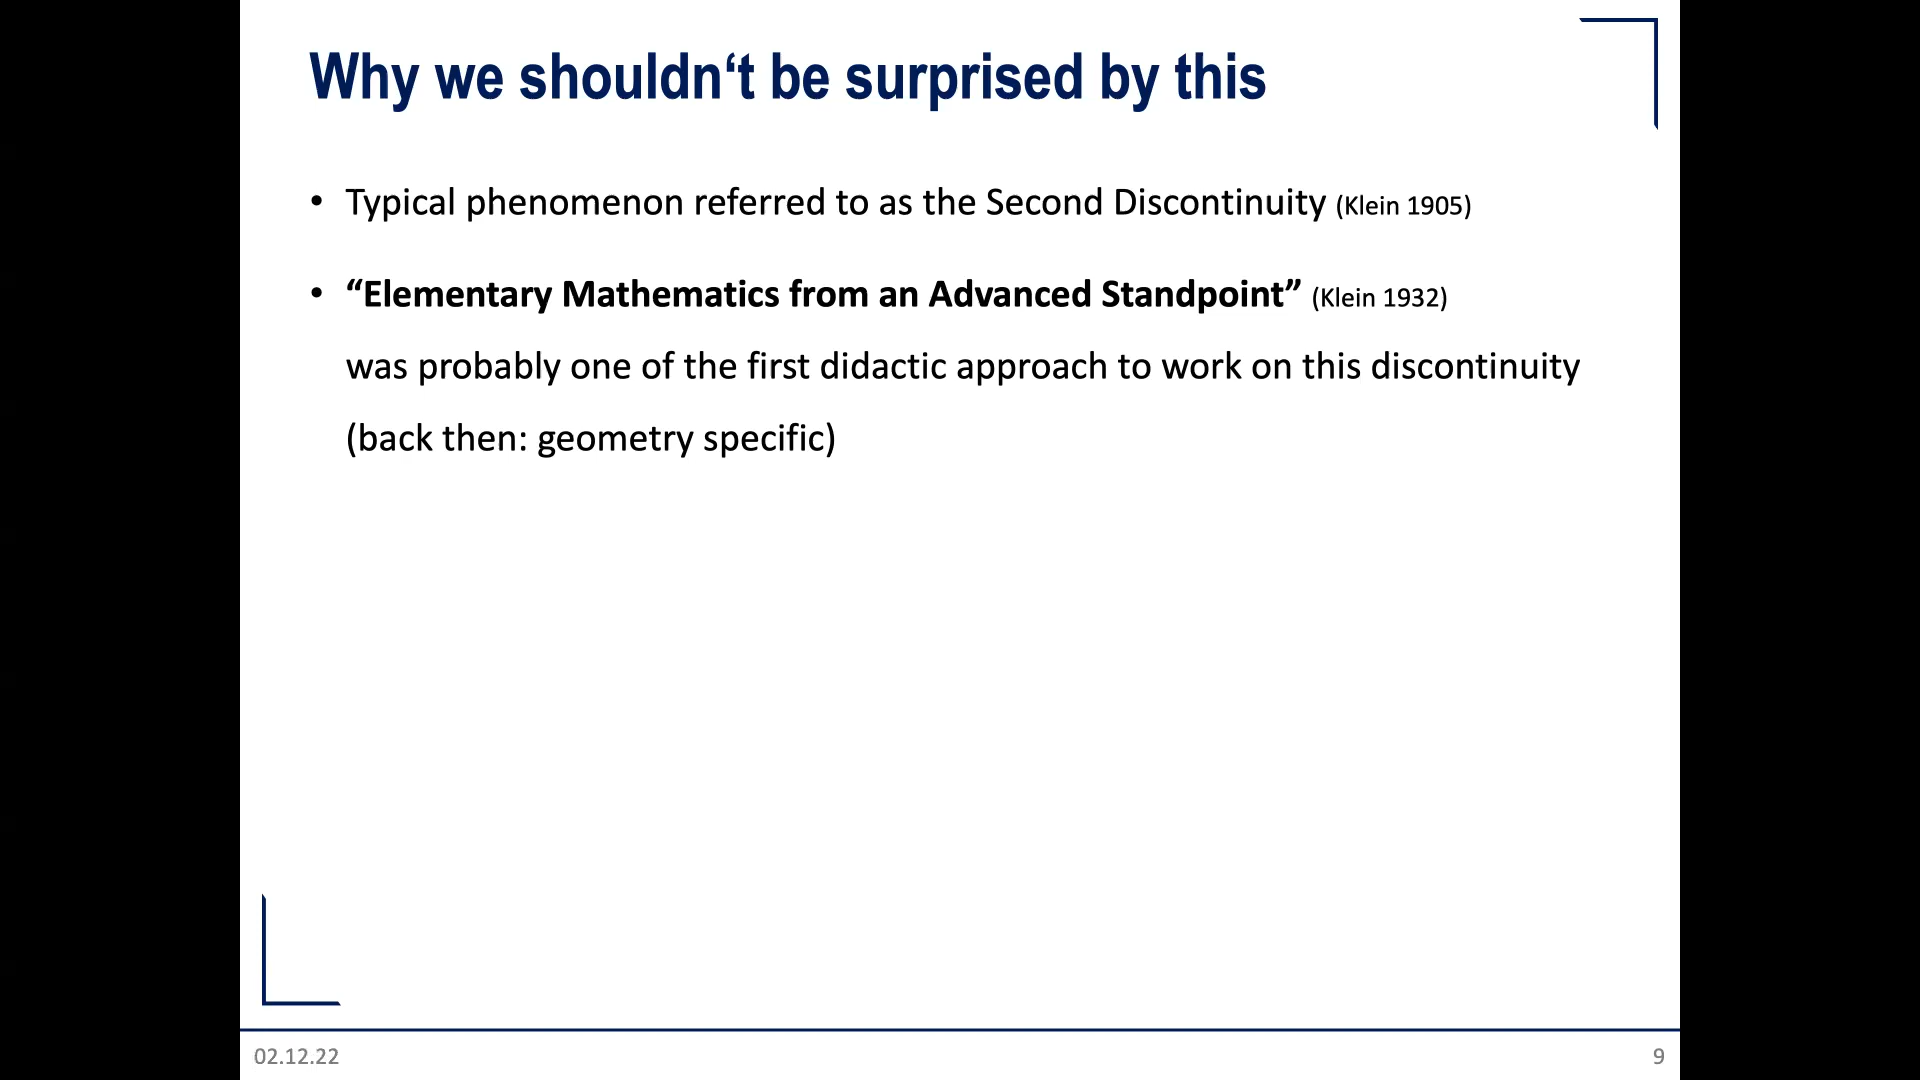 Why we shouldn‘t be surprised by this
• Typical phenomenon referred to as the Second Discontinuity (Klein 1905)
• “Elementary Mathematics from an Advanced Standpoint” (Klein 1932)
was probably one of the first didactic approach to work on this discontinuity
(back then: geometry specific)
02.12.22
9